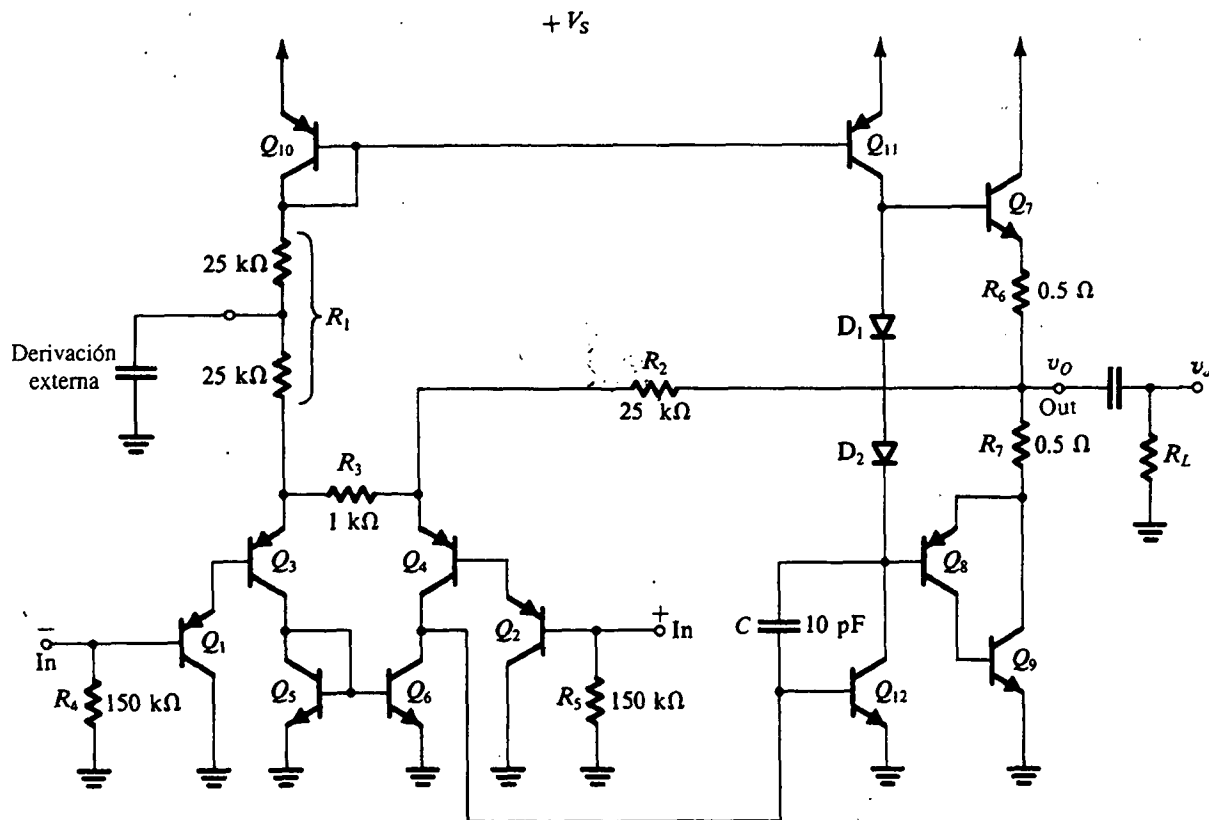 + V_S
Q_10
Q_11
Q_7
25 kΩ
R_1
25 kΩ
Derivación
externa
R_6 0.5 Ω
D_1
R_2
25 kΩ
v_O
Out
R_7 0.5 Ω
D_2
R_L
R_3
1 kΩ
Q_3
Q_4
Q_8
−
In
Q_1
+
In
Q_2
C 10 pF
R_4 150 kΩ
Q_5
Q_6
R_5 150 kΩ
Q_12
Q_9